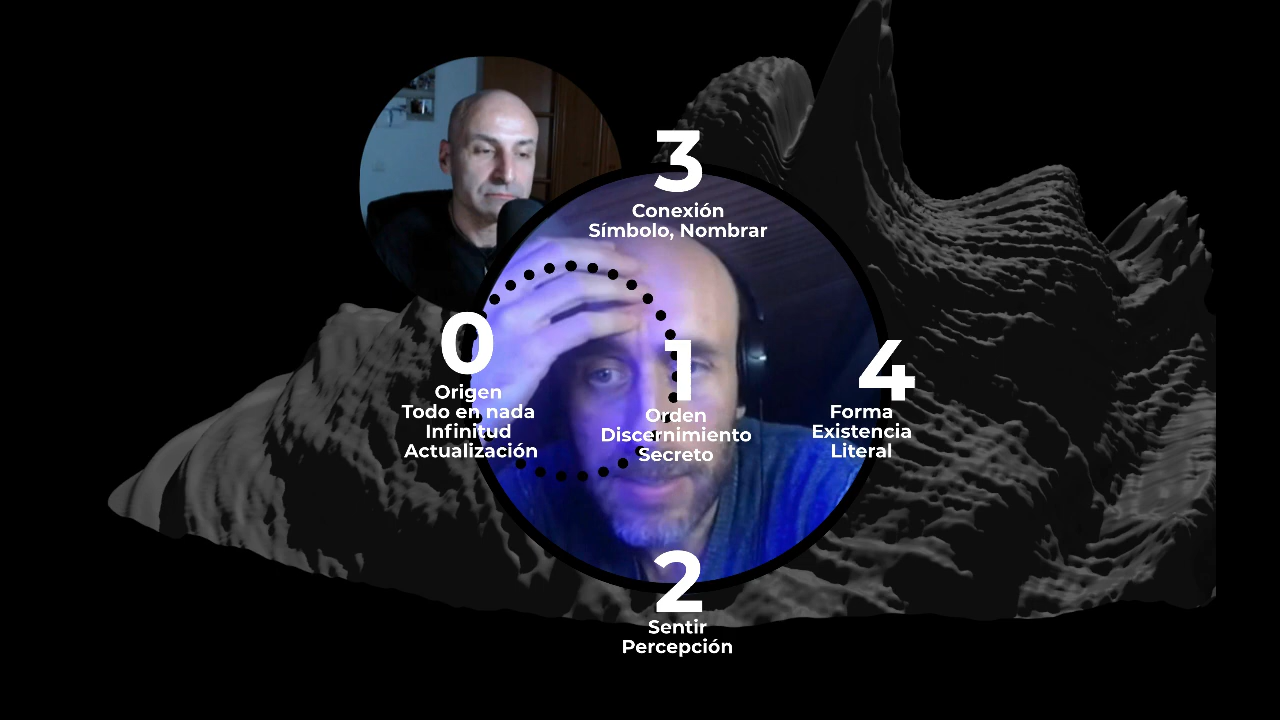 3
Conexión
Símbolo, Nombrar
0
Origen
Todo en nada
Infinitud
Actualización
1
Orden
Discernimiento
Secreto
4
Forma
Existencia
Literal
2
Sentir
Percepción